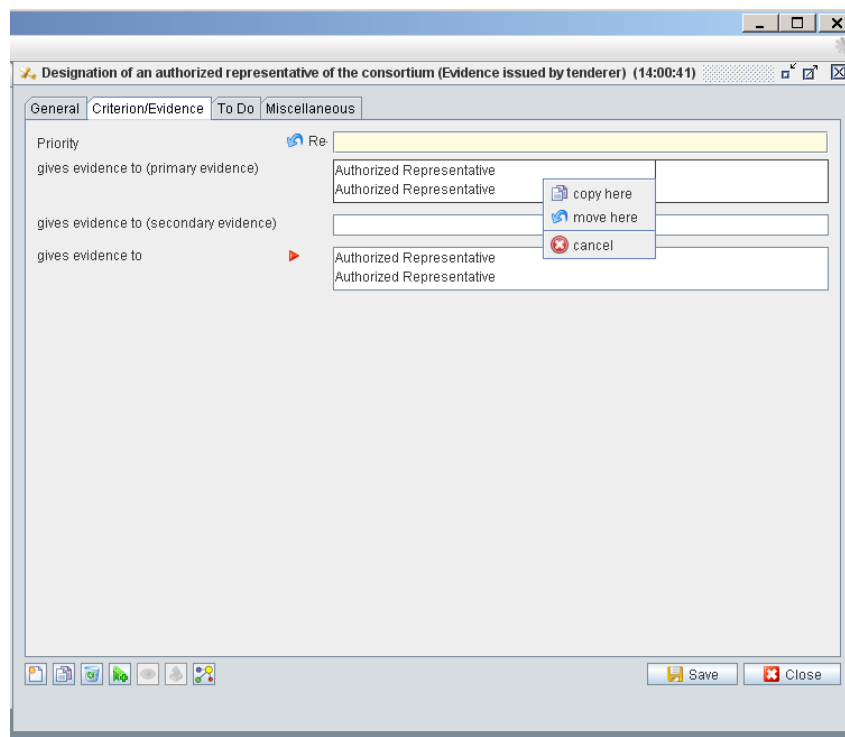 Designation of an authorized representative of the consortium (Evidence issued by tenderer) (14:00:41)
General Criterion/Evidence To Do Miscellaneous
Priority Re
gives evidence to (primary evidence) Authorized Representative
Authorized Representative
copy here
move here
gives evidence to (secondary evidence)
cancel
gives evidence to Authorized Representative
Authorized Representative
Save Close